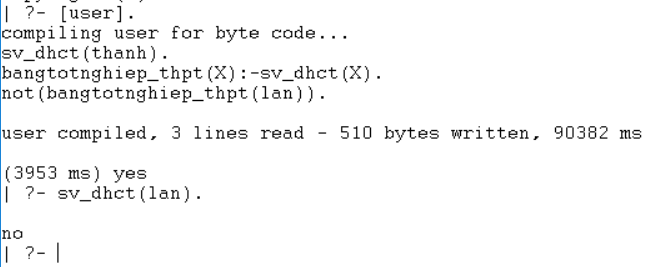 | ?- [user].
compiling user for byte code...
sv_dhct(thanh).
bangtotnghiep_thpt(X):-sv_dhct(X).
not(bangtotnghiep_thpt(lan)).
user compiled, 3 lines read - 510 bytes written, 90382 ms
(3953 ms) yes
| ?- sv_dhct(lan).
no
| ?-